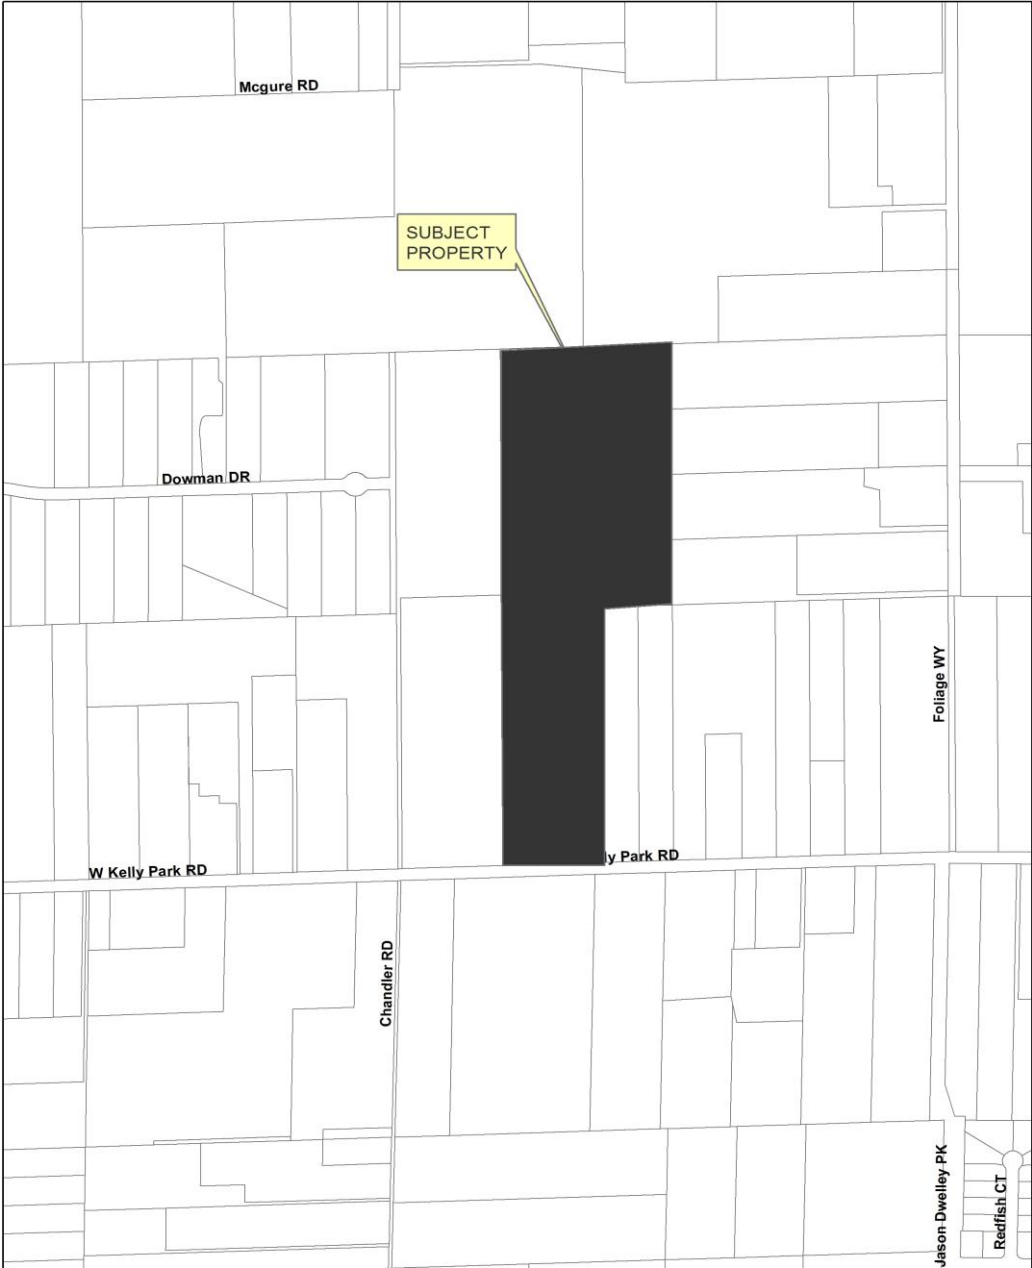 Mcgure RD
SUBJECT
PROPERTY
Dowman DR
Foliage WY
ly Park RD
W Kelly Park RD
Chandler RD
Jason Dwelley PK
Redfish CT